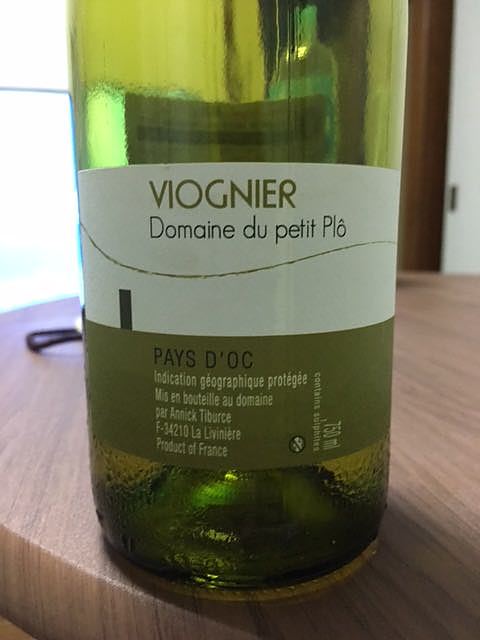 VIOGNIER
Domaine du petit Plô
PAYS D'OC
Indication géographique protégée
Mis en bouteille au domaine
par Annick Tiburce
F-34210 La Livinière
Product of France
contains sulphites
750 ml